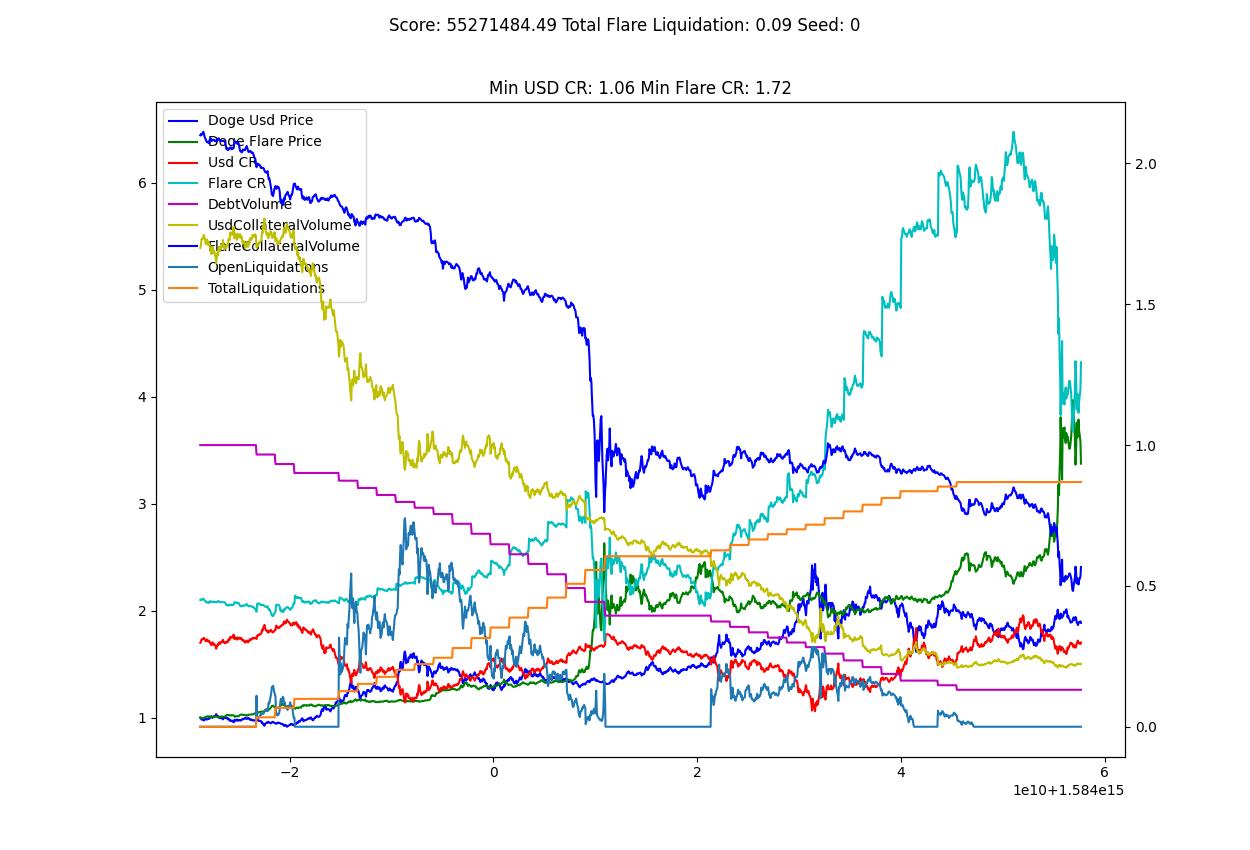 Score: 55271484.49 Total Flare Liquidation: 0.09 Seed: 0
Min USD CR: 1.06 Min Flare CR: 1.72
Doge Usd Price
Doge Flare Price
Usd CR
Flare CR
DebtVolume
UsdCollateralVolume
FlareCollateralVolume
OpenLiquidations
TotalLiquidations
6
5
4
3
2
1
2.0
1.5
1.0
0.5
0.0
−2
0
2
4
6
1e10+1.584e15